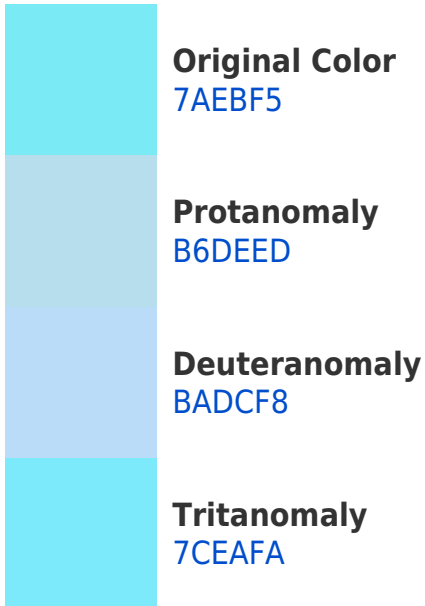 Original Color
7AEBF5
Protanomaly
B6DEED
Deuteranomaly
BADCF8
Tritanomaly
7CEAFA